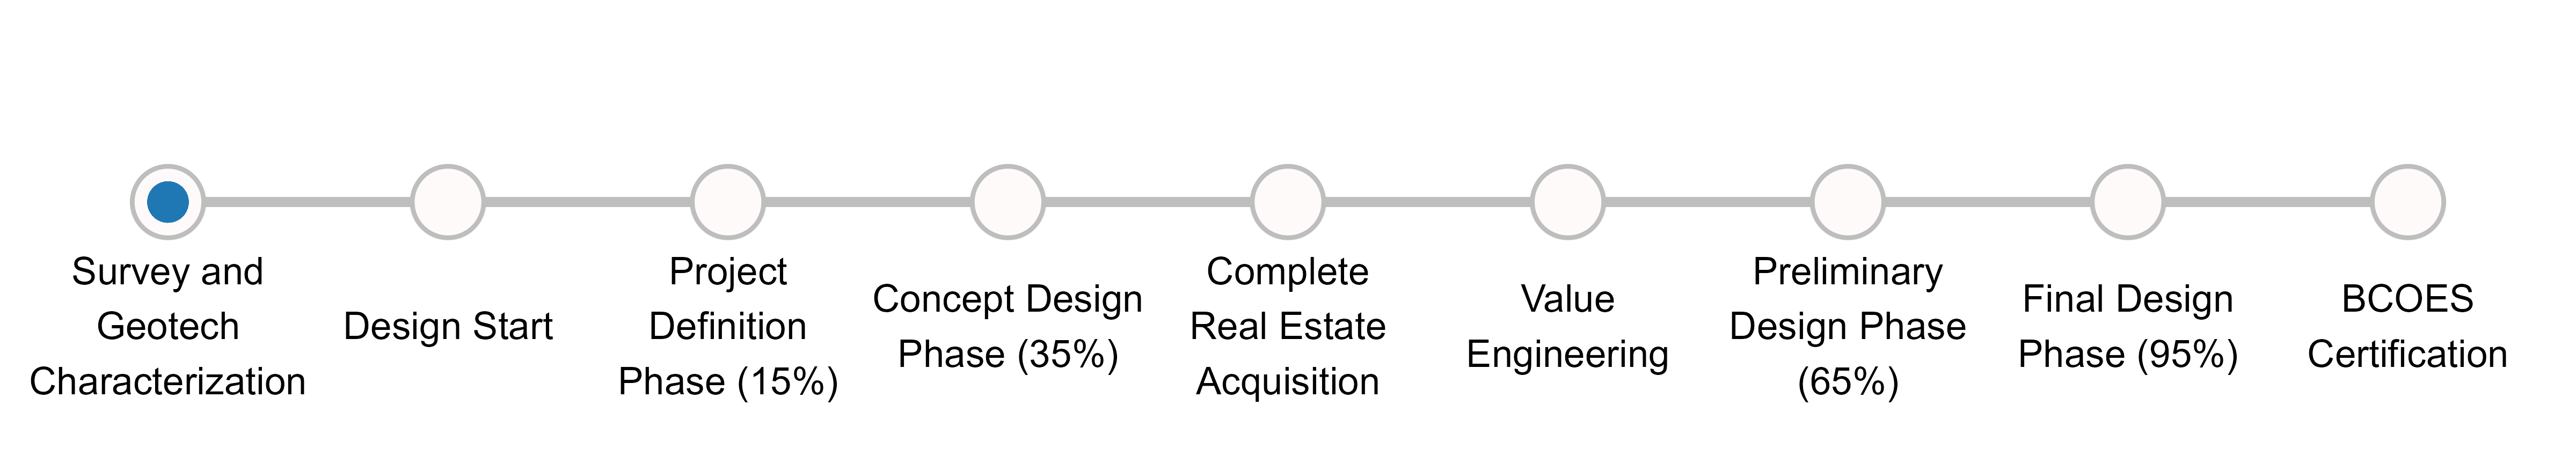 Survey and
Geotech
Characterization
Design Start
Project
Definition
Phase (15%)
Concept Design
Phase (35%)
Complete
Real Estate
Acquisition
Value
Engineering
Preliminary
Design Phase
(65%)
Final Design
Phase (95%)
BCOES
Certification